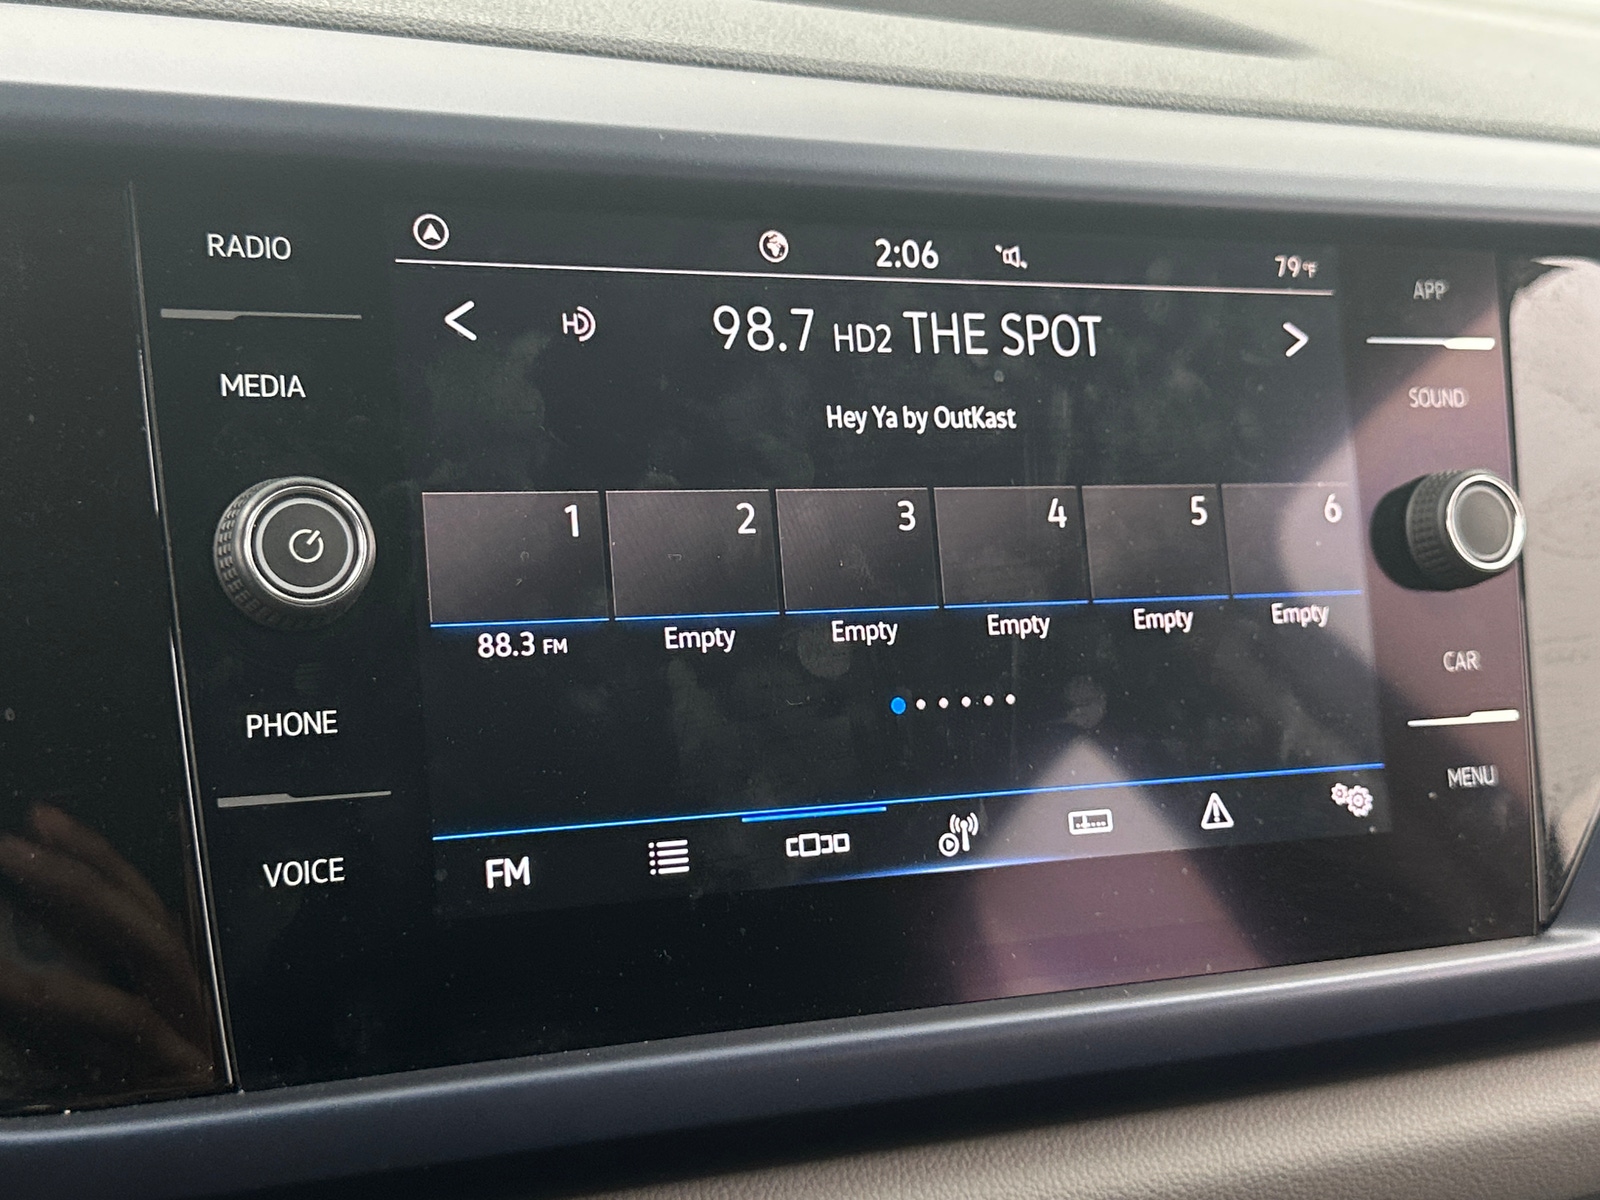 RADIO
MEDIA
PHONE
VOICE
2:06
79°F
HD
98.7 HD2 THE SPOT
Hey Ya by OutKast
1
2
3
4
5
6
88.3 FM
Empty
Empty
Empty
Empty
Empty
FM
APP
SOUND
CAR
MENU